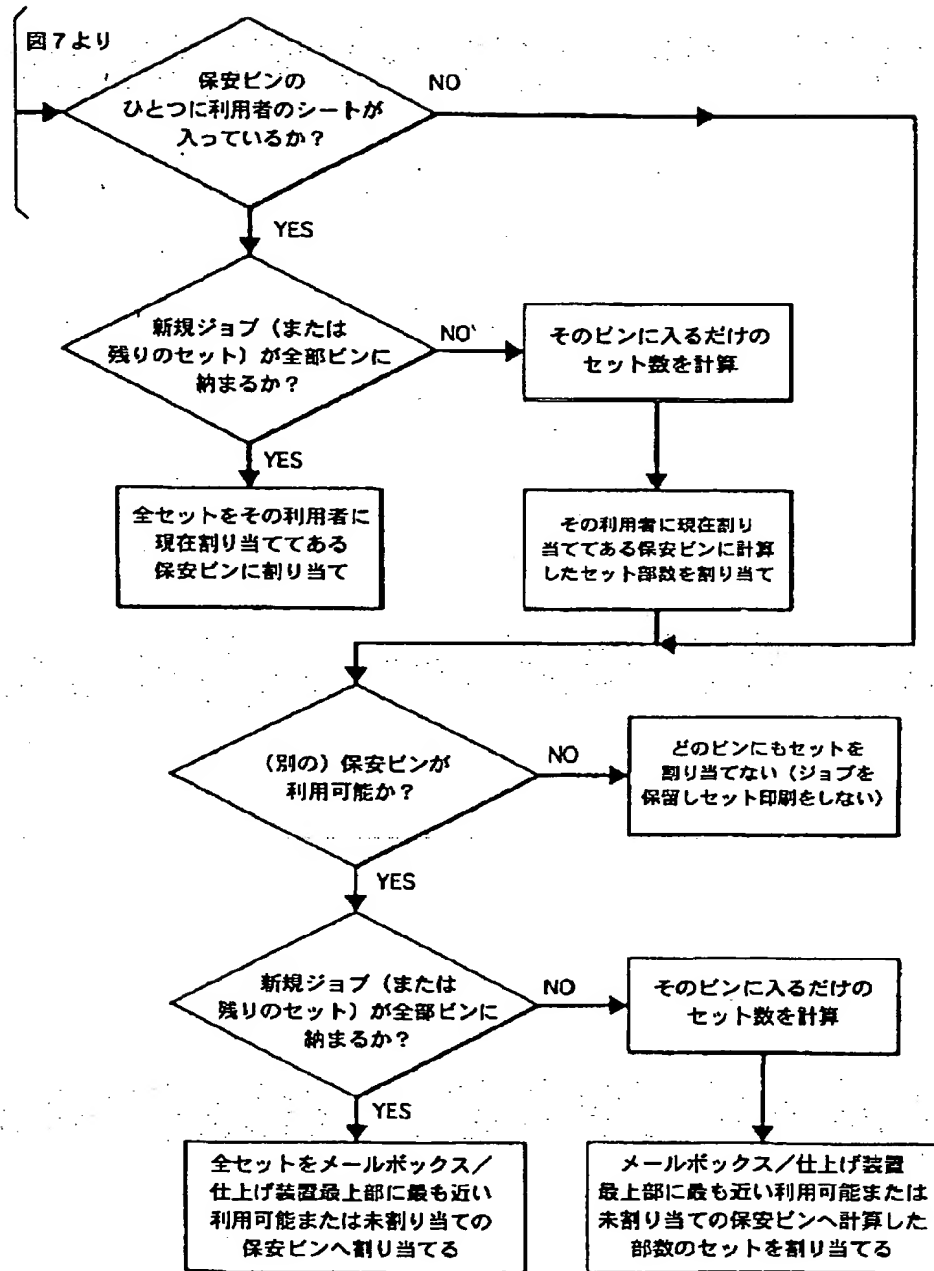 図7より
保安ビンの
ひとつに利用者のシートが
入っているか？
NO
YES
新規ジョブ（または
残りのセット）が全部ビンに
納まるか？
NO
そのビンに入るだけの
セット数を計算
YES
全セットをその利用者に
現在割り当ててある
保安ビンに割り当て
その利用者に現在割り
当ててある保安ビンに計算
したセット部数を割り当て
（別の）保安ビンが
利用可能か？
NO
どのビンにもセットを
割り当てない（ジョブを
保留しセット印刷をしない）
YES
新規ジョブ（または
残りのセット）が全部ビンに
納まるか？
NO
そのビンに入るだけの
セット数を計算
YES
全セットをメールボックス／
仕上げ装置最上部に最も近い
利用可能または未割り当ての
保安ビンへ割り当てる
メールボックス／仕上げ装置
最上部に最も近い利用可能または
未割り当ての保安ビンへ計算した
部数のセットを割り当てる